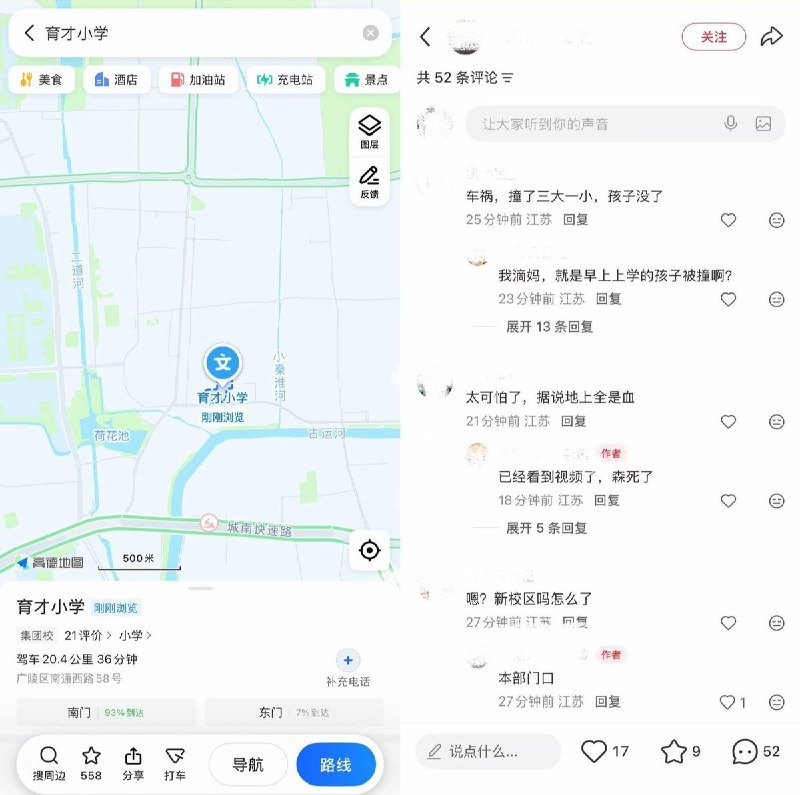 育才小学
美食
酒店
加油站
充电站
景点
图层
反馈
二道河
小秦淮河
文
育才小学
刚刚浏览
荷花池
古运河
城南快速路
高德地图
500米
育才小学 刚刚浏览
集团校 21评价 小学
驾车20.4公里 36分钟
广陵区南通西路58号
补充电话
南门 93%到达
东门 7%到达
搜周边
558
分享
打车
导航
路线
关注
共 52 条评论
让大家听到你的声音
车祸，撞了三大一小，孩子没了
25分钟前 江苏 回复
我滴妈，就是早上上学的孩子被撞啊?
23分钟前 江苏 回复
展开 13 条回复
太可怕了，据说地上全是血
21分钟前 江苏 回复
作者
已经看到视频了，森死了
18分钟前 江苏 回复
展开 5 条回复
嗯？新校区吗怎么了
27分钟前 江苏 回复
作者
本部门口
27分钟前 江苏 回复
1
说点什么...
17
9
52